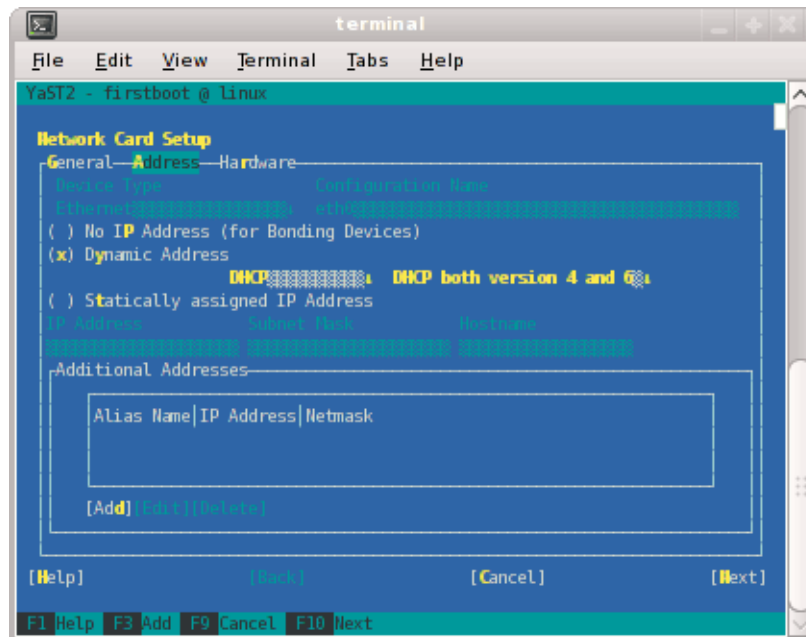 terminal
File Edit View Terminal Tabs Help
YaST2 - firstboot @ linux
Network Card Setup
General Address Hardware
Device Type Configuration Name
Ethernet eth0
( ) No IP Address (for Bonding Devices)
(x) Dynamic Address
DHCP DHCP both version 4 and 6
( ) Statically assigned IP Address
IP Address Subnet Mask Hostname
Additional Addresses
Alias Name|IP Address|Netmask
[Add][Edit][Delete]
[Help] [Back] [Cancel] [Next]
F1 Help F3 Add F9 Cancel F10 Next